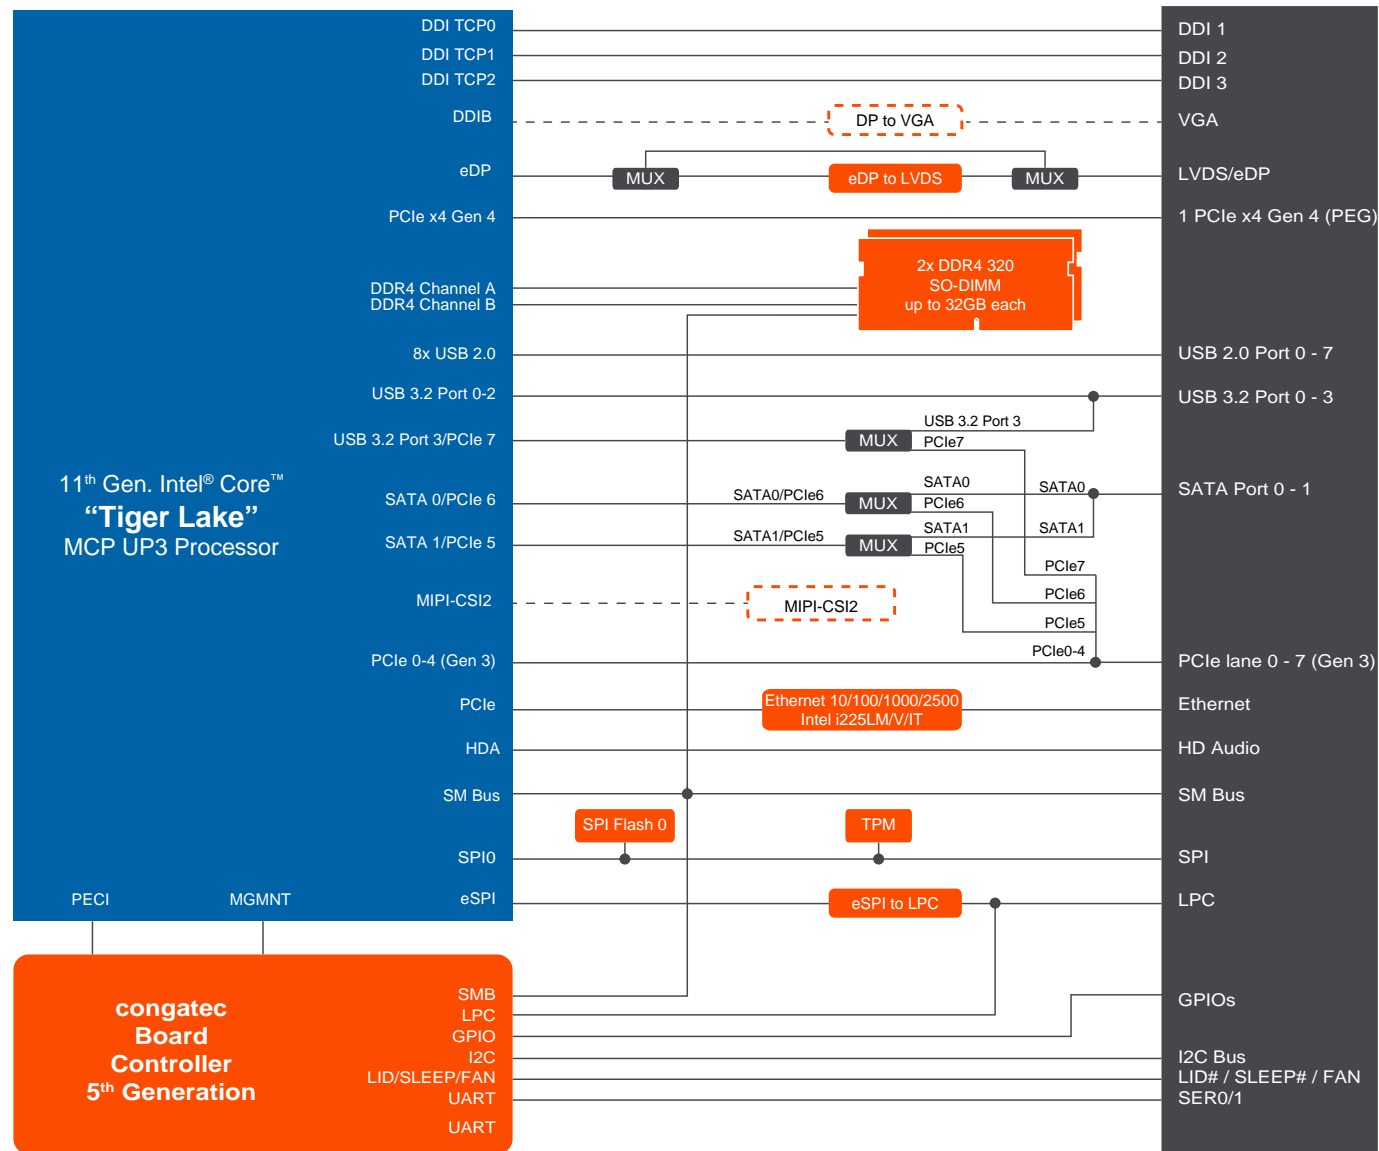 DDI TCP0
DDI 1
DDI TCP1
DDI 2
DDI TCP2
DDI 3
DDIB
DP to VGA
VGA
eDP
MUX
eDP to LVDS
MUX
LVDS/eDP
PCIe x4 Gen 4
1 PCIe x4 Gen 4 (PEG)
2x DDR4 320
SO-DIMM
up to 32GB each
DDR4 Channel A
DDR4 Channel B
8x USB 2.0
USB 2.0 Port 0 - 7
USB 3.2 Port 0-2
USB 3.2 Port 0 - 3
USB 3.2 Port 3/PCIe 7
MUX
USB 3.2 Port 3
PCIe7
11th Gen. Intel® Core™
“Tiger Lake”
MCP UP3 Processor
SATA 0/PCIe 6
SATA0/PCIe6
MUX
SATA0
PCIe6
SATA0
SATA Port 0 - 1
SATA 1/PCIe 5
SATA1/PCIe5
MUX
SATA1
PCIe5
SATA1
PCIe7
PCIe6
PCIe5
PCIe0-4
MIPI-CSI2
MIPI-CSI2
PCIe 0-4 (Gen 3)
PCIe lane 0 - 7 (Gen 3)
PCIe
Ethernet 10/100/1000/2500
Intel i225LM/V/IT
Ethernet
HDA
HD Audio
SM Bus
SM Bus
SPI Flash 0
TPM
SPI0
SPI
PECI
MGMNT
eSPI
eSPI to LPC
LPC
congatec
Board
Controller
5th Generation
SMB
LPC
GPIO
I2C
LID/SLEEP/FAN
UART
UART
GPIOs
I2C Bus
LID# / SLEEP# / FAN
SER0/1